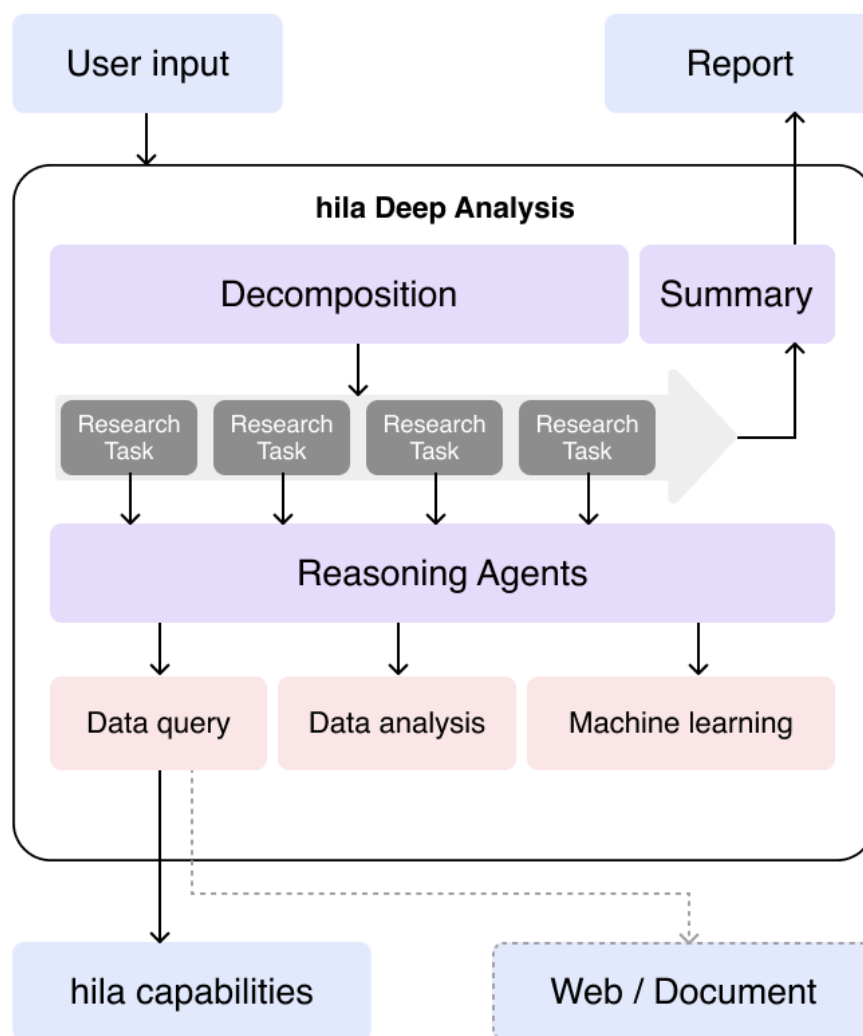 User input
Report
hila Deep Analysis
Decomposition
Summary
Research
Task
Research
Task
Research
Task
Research
Task
Reasoning Agents
Data query
Data analysis
Machine learning
hila capabilities
Web / Document